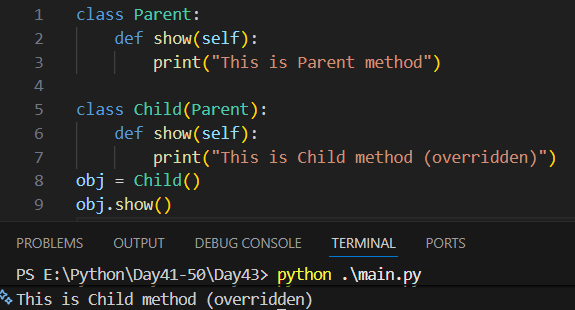 1 class Parent:
2     def show(self):
3         print("This is Parent method")
4
5 class Child(Parent):
6     def show(self):
7         print("This is Child method (overridden)")
8 obj = Child()
9 obj.show()
PROBLEMS OUTPUT DEBUG CONSOLE TERMINAL PORTS
PS E:\Python\Day41-50\Day43> python .\main.py
This is Child method (overridden)